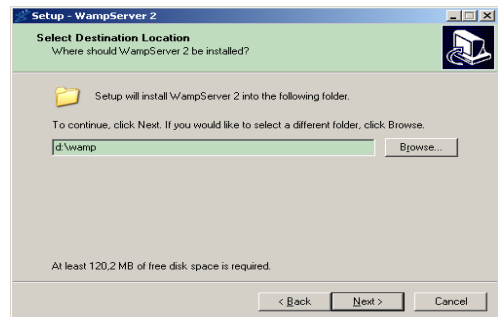 Setup - WampServer 2
Select Destination Location
Where should WampServer 2 be installed?
Setup will install WampServer 2 into the following folder.
To continue, click Next. If you would like to select a different folder, click Browse.
d:\wamp
Browse...
At least 120,2 MB of free disk space is required.
< Back
Next >
Cancel